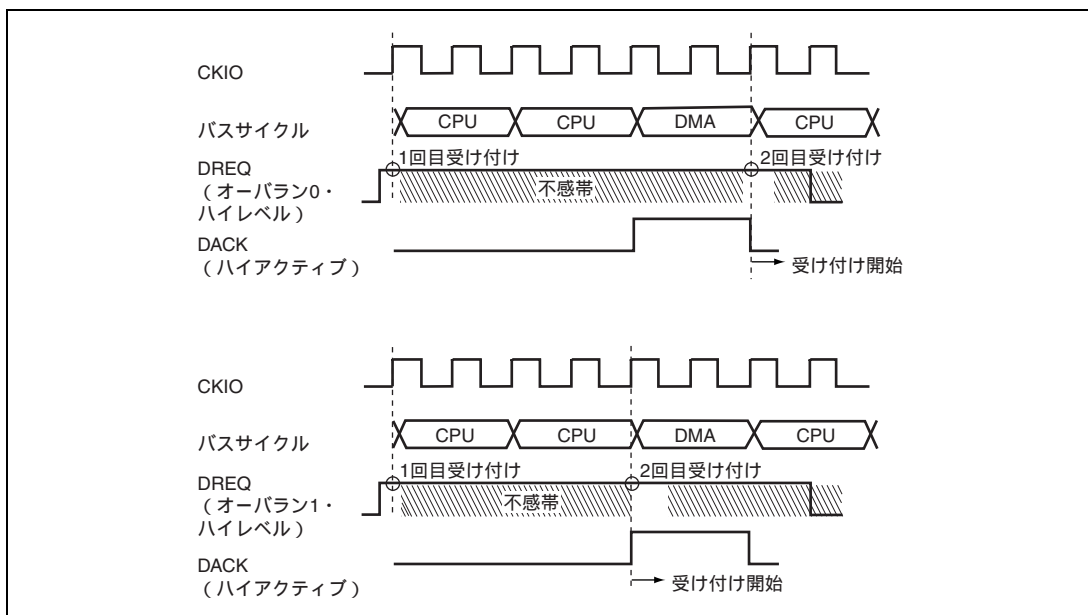 CKIO
バスサイクル
CPU CPU DMA CPU
DREQ
(オーバラン0・
ハイレベル)
1回目受け付け 2回目受け付け
不感帯
DACK
(ハイアクティブ)
受け付け開始
CKIO
バスサイクル
CPU CPU DMA CPU
DREQ
(オーバラン1・
ハイレベル)
1回目受け付け 2回目受け付け
不感帯
DACK
(ハイアクティブ)
受け付け開始